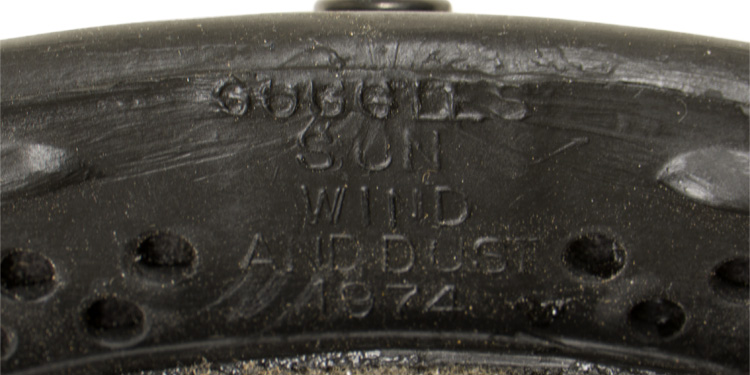 GOGGLES
SUN
WIND
AND DUST
1974